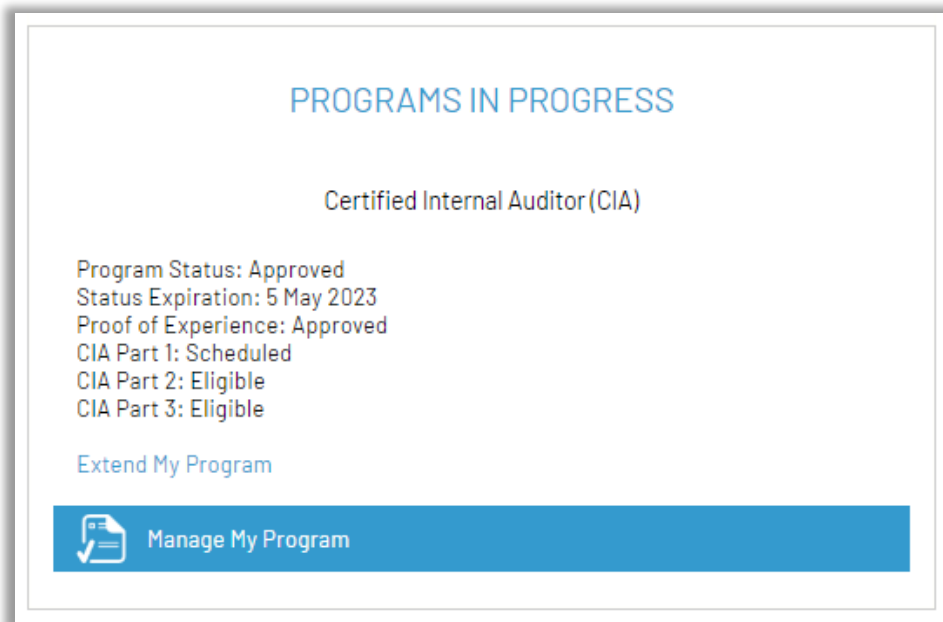 PROGRAMS IN PROGRESS
Certified Internal Auditor (CIA)
Program Status: Approved
Status Expiration: 5 May 2023
Proof of Experience: Approved
CIA Part 1: Scheduled
CIA Part 2: Eligible
CIA Part 3: Eligible
Extend My Program
Manage My Program